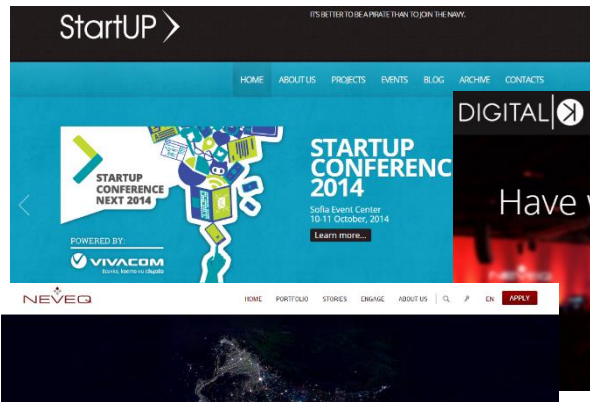 StartUP
IT'S BETTER TO BE A PIRATE THAN TO JOIN THE NAVY.
HOME ABOUT US PROJECTS EVENTS BLOG ARCHIVE CONTACTS
DIGITAL K
STARTUP
CONFERENCE
NEXT 2014
POWERED BY:
VIVACOM
STARTUP
CONFERENC
2014
Sofia Event Center
10-11 October, 2014
Learn more...
Have
NEVEQ
HOME PORTFOLIO STORIES ENGAGE ABOUT US EN APPLY